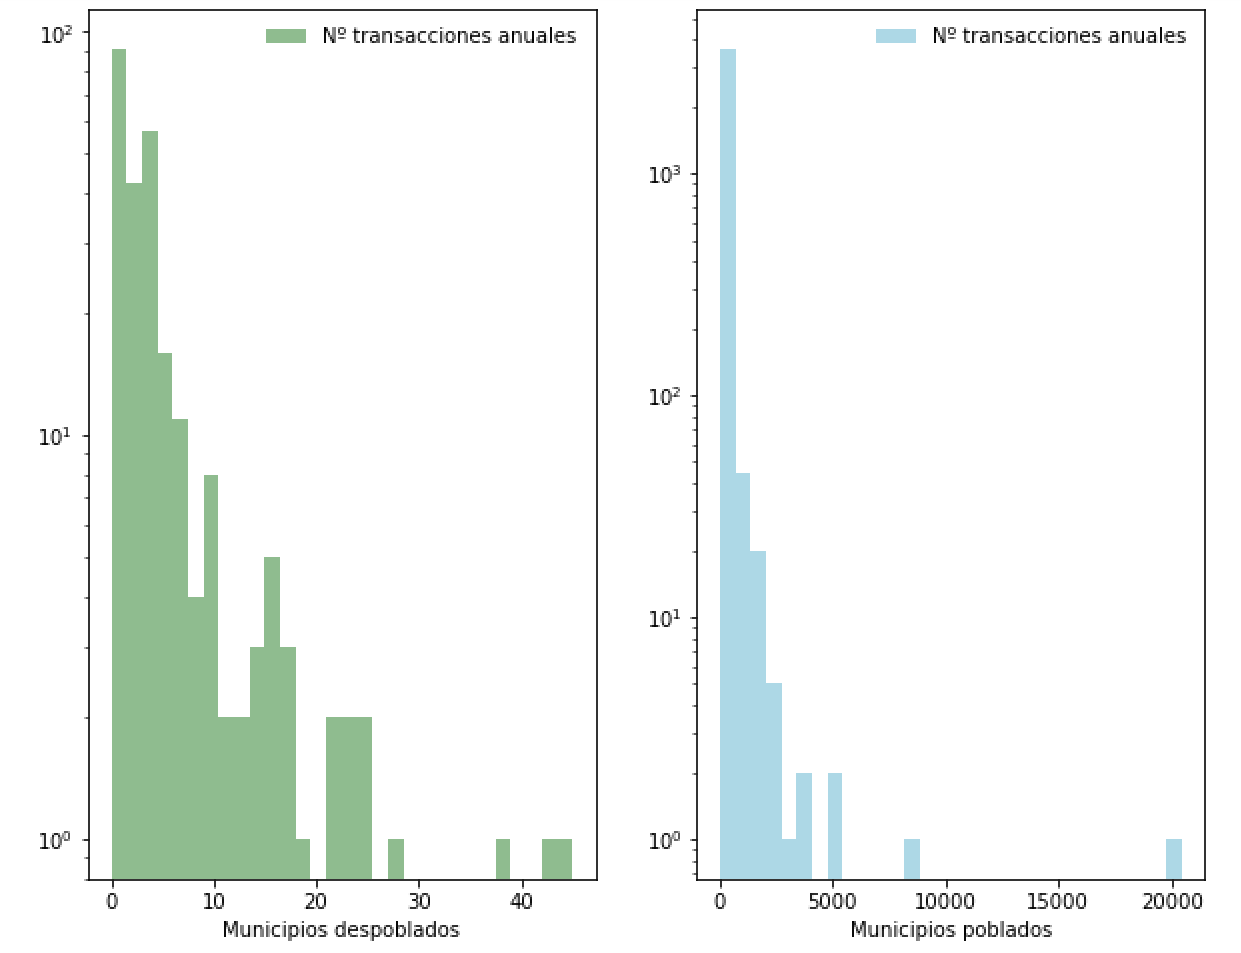 Nº transacciones anuales
10²
10¹
10⁰
0 10 20 30 40
Municipios despoblados
Nº transacciones anuales
10³
10²
10¹
10⁰
0 5000 10000 15000 20000
Municipios poblados